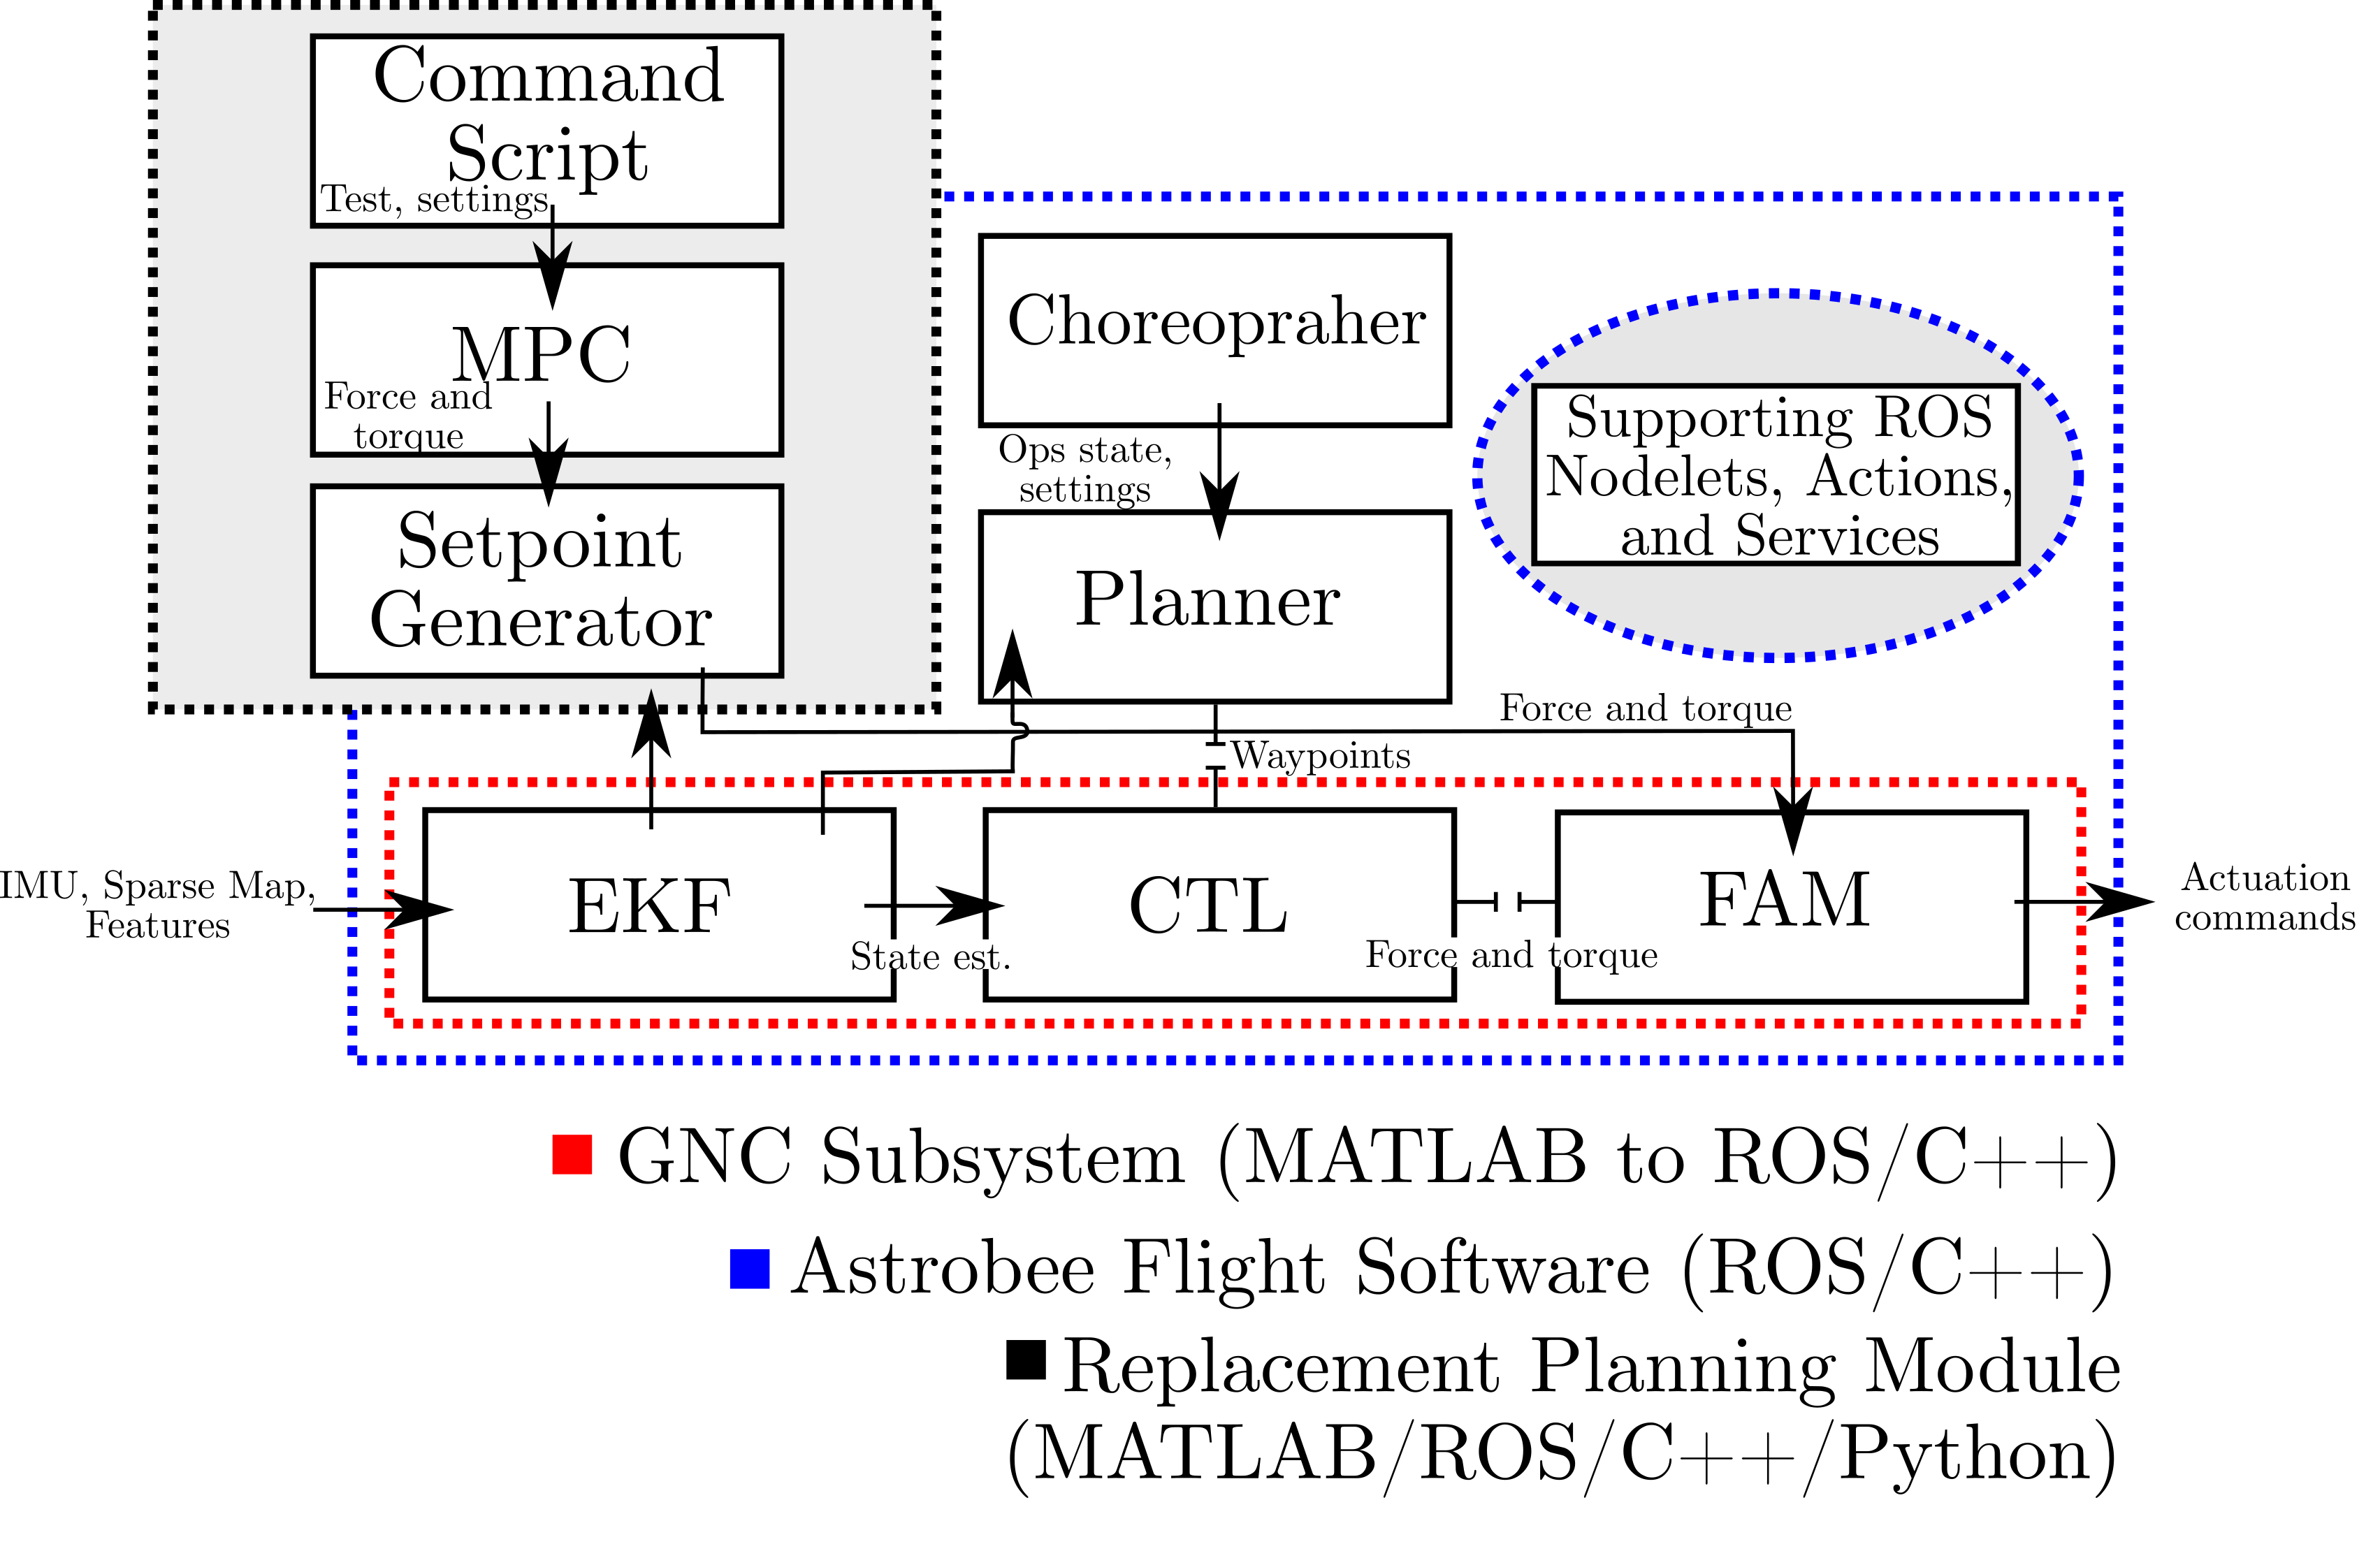 Command
Script
Test, settings
MPC
Force and
torque
Setpoint
Generator
Choreopraher
Ops state,
settings
Planner
Supporting ROS
Nodelets, Actions,
and Services
Force and torque
Waypoints
IMU, Sparse Map,
Features
EKF
State est.
CTL
Force and torque
FAM
Actuation
commands
GNC Subsystem (MATLAB to ROS/C++)
Astrobee Flight Software (ROS/C++)
Replacement Planning Module
(MATLAB/ROS/C++/Python)